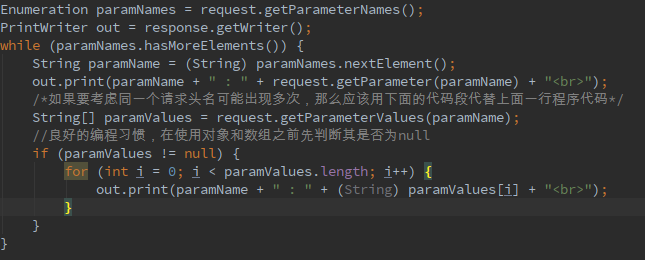 Enumeration paramNames = request.getParameterNames();
PrintWriter out = response.getWriter();
while (paramNames.hasMoreElements()) {
    String paramName = (String) paramNames.nextElement();
    out.print(paramName + " : " + request.getParameter(paramName) + "<br>");
    /*如果要考虑同一个请求头名可能出现多次，那么应该用下面的代码段代替上面一行程序代码*/
    String[] paramValues = request.getParameterValues(paramName);
    //良好的编程习惯，在使用对象和数组之前先判断其是否为null
    if (paramValues != null) {
        for (int i = 0; i < paramValues.length; i++) {
            out.print(paramName + " : " + (String) paramValues[i] + "<br>");
        }
    }
}